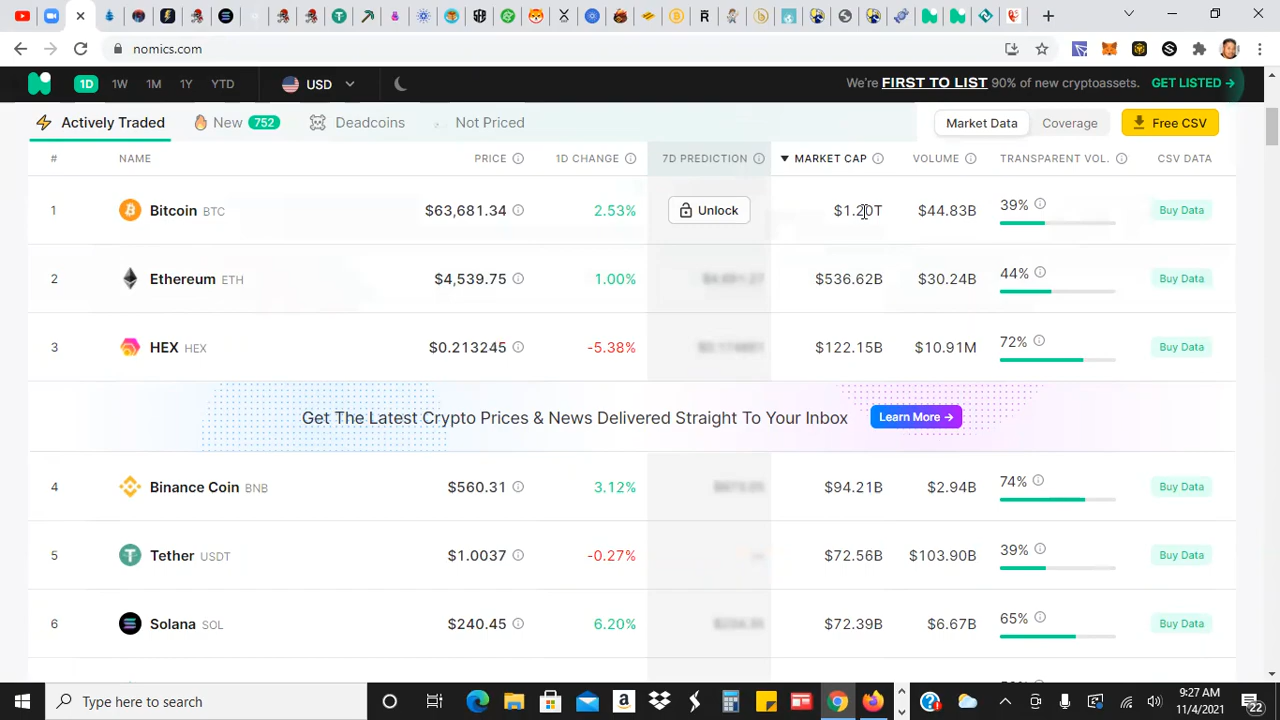 nomics.com
1D 1W 1M 1Y YTD USD We're FIRST TO LIST 90% of new cryptoassets. GET LISTED →
Actively Traded New 752 Deadcoins Not Priced Market Data Coverage Free CSV
# NAME PRICE 1D CHANGE 7D PREDICTION ▼ MARKET CAP VOLUME TRANSPARENT VOL. CSV DATA
1 Bitcoin BTC $63,681.34 2.53% Unlock $1.20T $44.83B 39% Buy Data
2 Ethereum ETH $4,539.75 1.00% $536.62B $30.24B 44% Buy Data
3 HEX HEX $0.213245 -5.38% $122.15B $10.91M 72% Buy Data
Get The Latest Crypto Prices & News Delivered Straight To Your Inbox Learn More →
4 Binance Coin BNB $560.31 3.12% $94.21B $2.94B 74% Buy Data
5 Tether USDT $1.0037 -0.27% $72.56B $103.90B 39% Buy Data
6 Solana SOL $240.45 6.20% $72.39B $6.67B 65% Buy Data
Type here to search 9:27 AM
11/4/2021 22